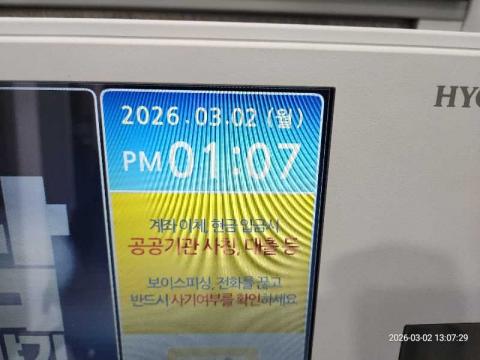 2026.03.02 (월)
PM 01:07
계좌 이체, 현금 입금시
공공기관 사칭, 대출 등
보이스피싱, 전화를 끊고
반드시 사기여부를 확인하세요
HYO
2026-03-02 13:07:29